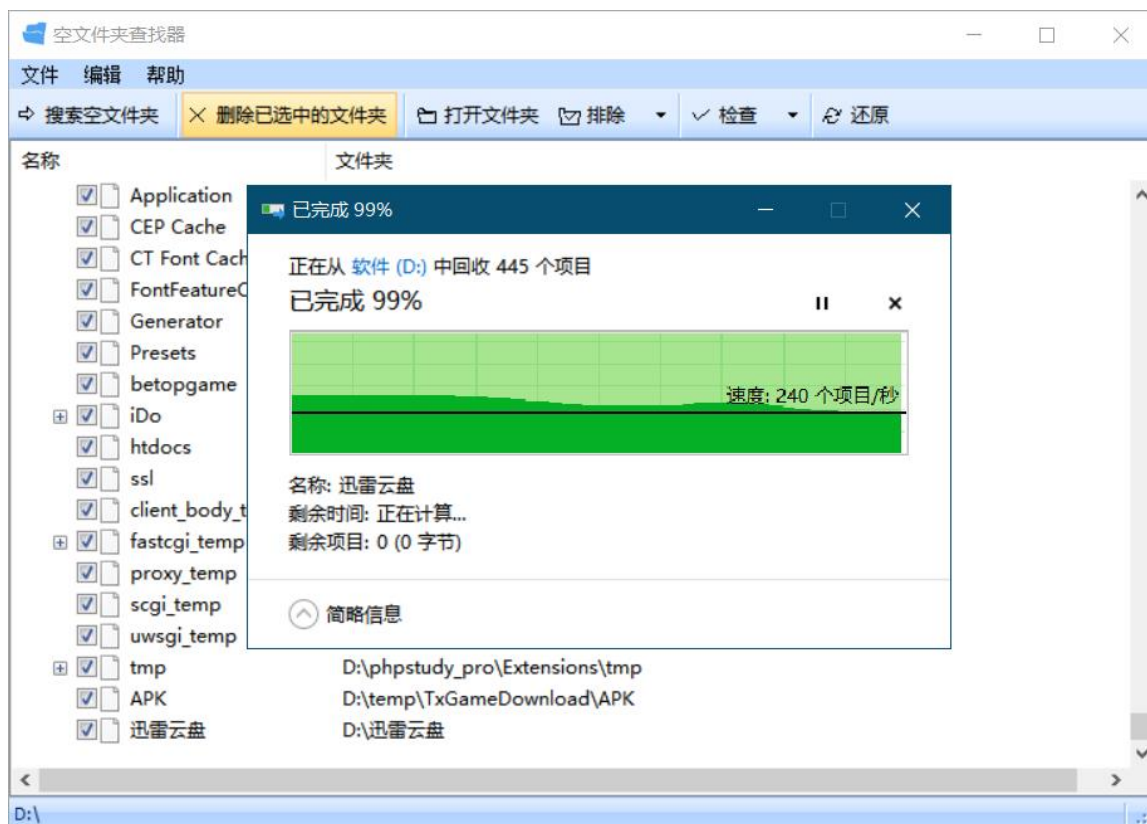 空文件夹查找器
文件 编辑 帮助
搜索空文件夹 删除已选中的文件夹 打开文件夹 排除 检查 还原
名称 文件夹
Application
CEP Cache
CT Font Cach
FontFeatureC
Generator
Presets
betopgame
iDo
htdocs
ssl
client_body_t
fastcgi_temp
proxy_temp
scgi_temp
uwsgi_temp
tmp D:\phpstudy_pro\Extensions\tmp
APK D:\temp\TxGameDownload\APK
迅雷云盘 D:\迅雷云盘
已完成 99%
正在从 软件 (D:) 中回收 445 个项目
已完成 99%
速度: 240 个项目/秒
名称: 迅雷云盘
剩余时间: 正在计算...
剩余项目: 0 (0 字节)
简略信息
D:\